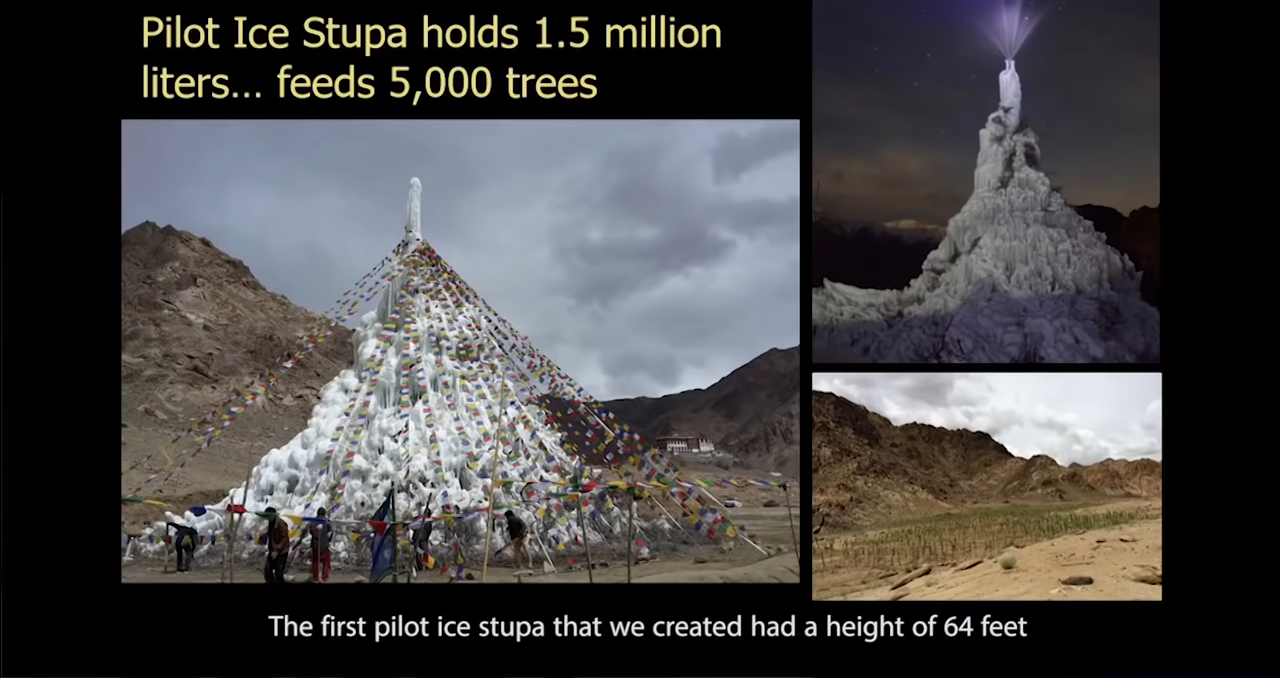 Pilot Ice Stupa holds 1.5 million
liters... feeds 5,000 trees
The first pilot ice stupa that we created had a height of 64 feet